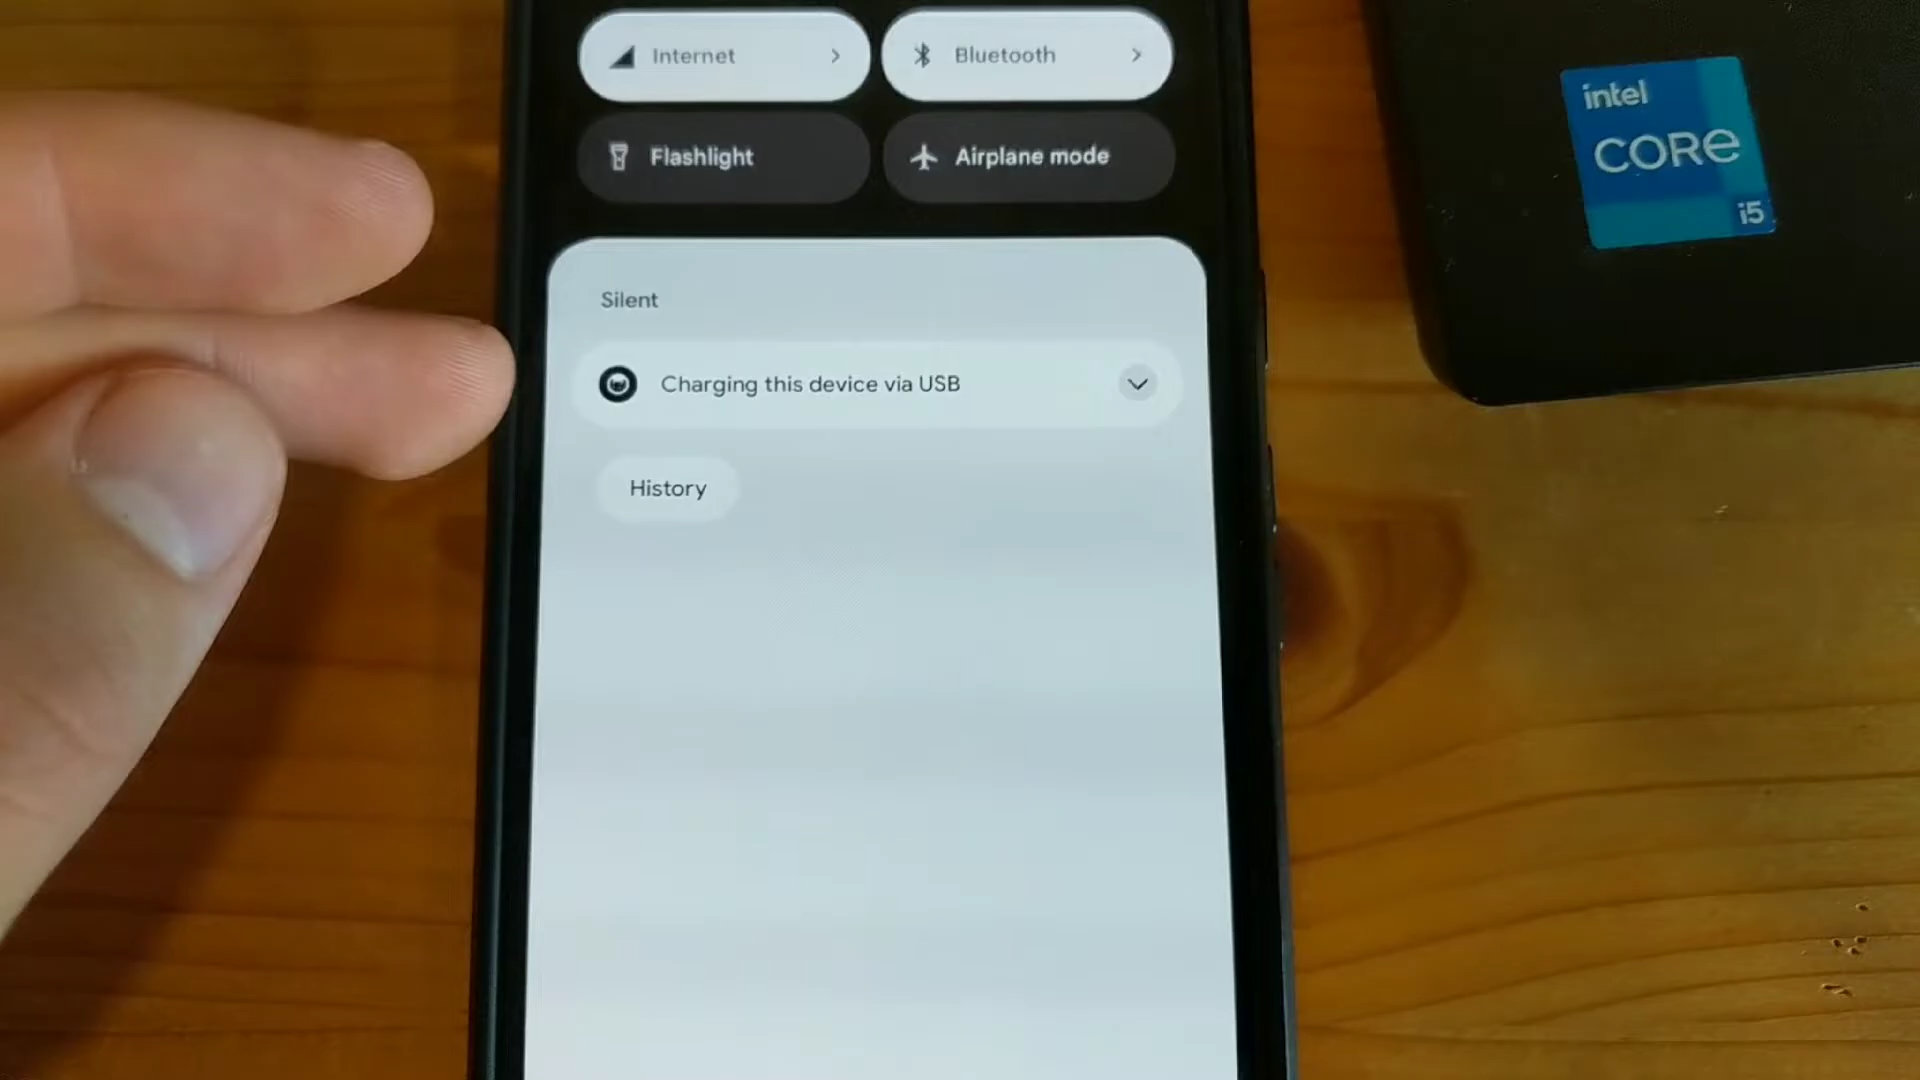 Internet
Bluetooth
Flashlight
Airplane mode
Silent
Charging this device via USB
History
intel
CORe
i5